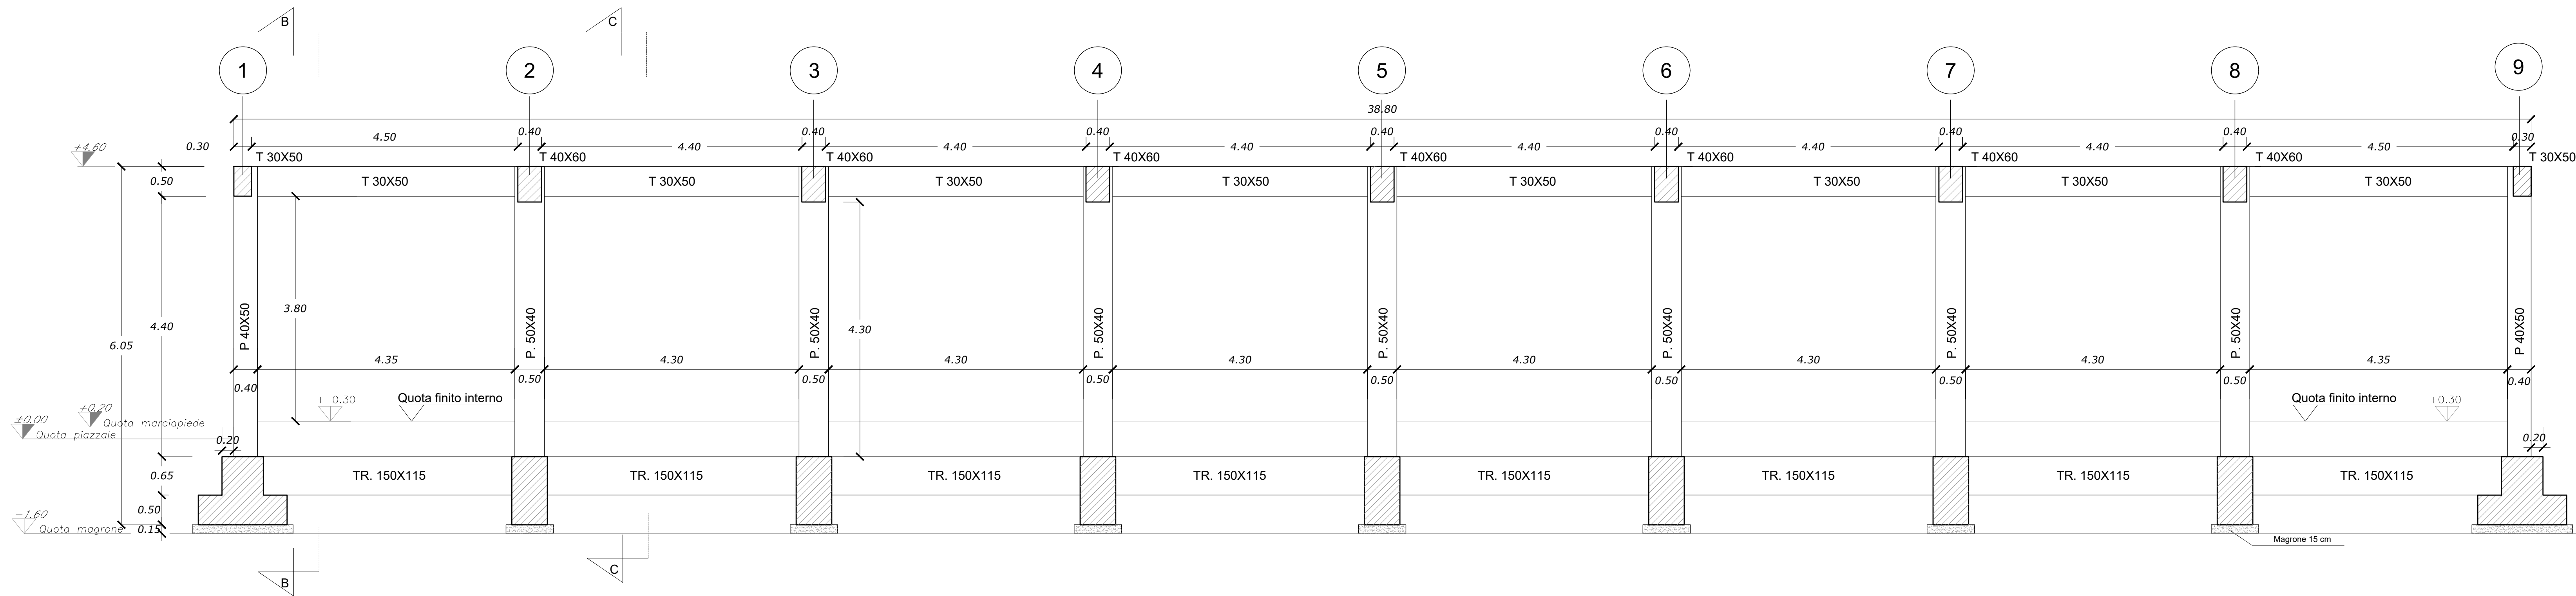 B
C
1
2
3
4
5
6
7
8
9
38.80
0.30
4.50
0.40
4.40
0.40
4.40
0.40
4.40
0.40
4.40
0.40
4.40
0.40
4.40
0.40
4.50
0.30
+4.60
T 30X50
T 40X60
T 40X60
T 40X60
T 40X60
T 40X60
T 40X60
T 40X60
T 30X50
0.50
T 30X50
T 30X50
T 30X50
T 30X50
T 30X50
T 30X50
T 30X50
T 30X50
6.05
4.40
3.80
4.30
P 40X50
P. 50X40
P. 50X40
P. 50X40
P. 50X40
P. 50X40
P. 50X40
P. 50X40
P 40X50
4.35
4.30
4.30
4.30
4.30
4.30
4.30
4.35
0.40
0.50
0.50
0.50
0.50
0.50
0.50
0.50
0.40
+ 0.30
Quota finito interno
Quota finito interno
+0.30
+0.20
Quota marciapiede
±0.00
Quota piazzale
0.20
0.20
0.65
TR. 150X115
TR. 150X115
TR. 150X115
TR. 150X115
TR. 150X115
TR. 150X115
TR. 150X115
TR. 150X115
0.50
-1.60
Quota magrone
0.15
Magrone 15 cm
B
C